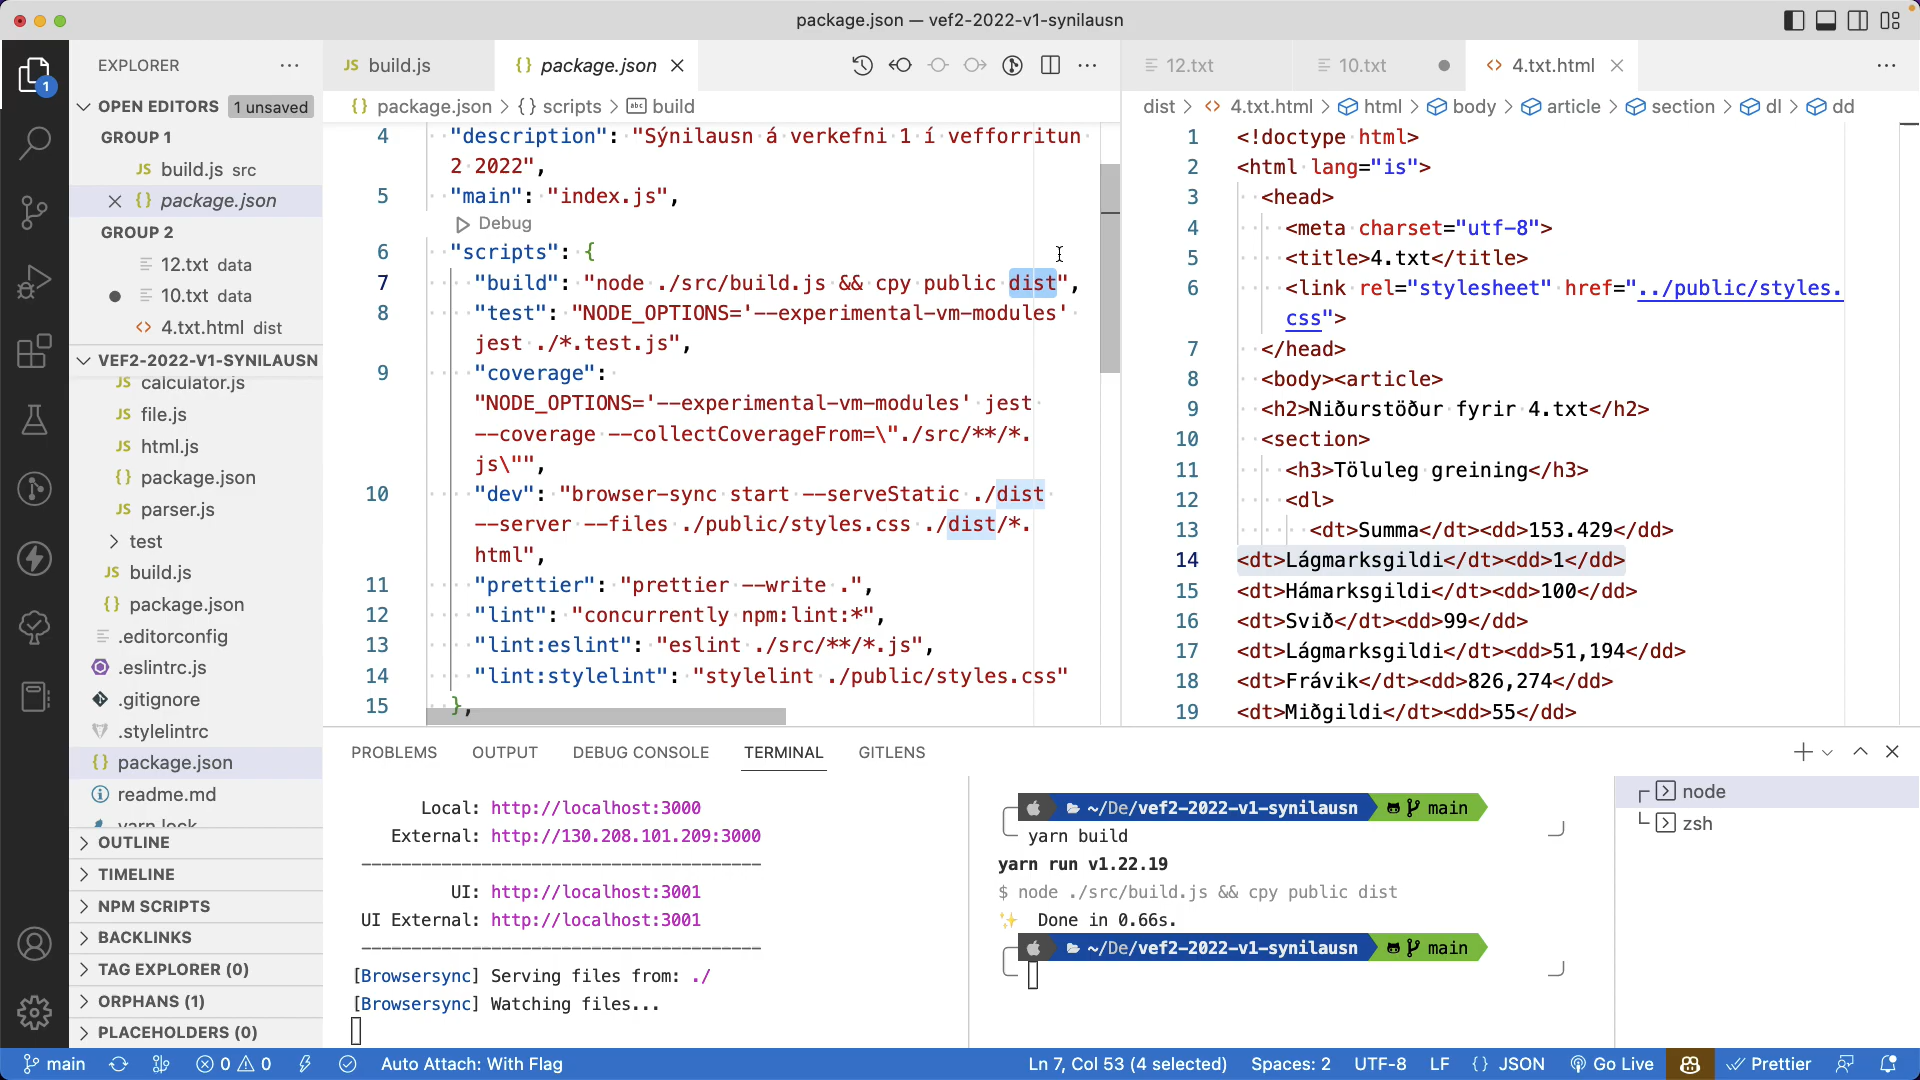 package.json — vef2-2022-v1-synilausn
EXPLORER
OPEN EDITORS 1 unsaved
GROUP 1
JS build.js src
{} package.json
GROUP 2
12.txt data
10.txt data
<> 4.txt.html dist
VEF2-2022-V1-SYNILAUSN
JS calculator.js
JS file.js
JS html.js
{} package.json
JS parser.js
test
JS build.js
{} package.json
.editorconfig
.eslintrc.js
.gitignore
.stylelintrc
{} package.json
readme.md
yarn.lock
OUTLINE
TIMELINE
NPM SCRIPTS
BACKLINKS
TAG EXPLORER (0)
ORPHANS (1)
PLACEHOLDERS (0)
1
JS build.js
{} package.json
{} package.json > {} scripts > abc build
4 "description": "Sýnilausn á verkefni 1 í vefforritun
2 2022",
5 "main": "index.js",
Debug
6 "scripts": {
7 "build": "node ./src/build.js && cpy public dist",
8 "test": "NODE_OPTIONS='--experimental-vm-modules'
jest ./*.test.js",
9 "coverage":
"NODE_OPTIONS='--experimental-vm-modules' jest
--coverage --collectCoverageFrom=\"./src/**/*.
js\"",
10 "dev": "browser-sync start --serveStatic ./dist
--server --files ./public/styles.css ./dist/*.
html",
11 "prettier": "prettier --write .",
12 "lint": "concurrently npm:lint:*",
13 "lint:eslint": "eslint ./src/**/*.js",
14 "lint:stylelint": "stylelint ./public/styles.css"
15 },
12.txt
10.txt
<> 4.txt.html
dist > <> 4.txt.html > html > body > article > section > dl > dd
1 <!doctype html>
2 <html lang="is">
3 <head>
4 <meta charset="utf-8">
5 <title>4.txt</title>
6 <link rel="stylesheet" href="../public/styles.
css">
7 </head>
8 <body><article>
9 <h2>Niðurstöður fyrir 4.txt</h2>
10 <section>
11 <h3>Töluleg greining</h3>
12 <dl>
13 <dt>Summa</dt><dd>153.429</dd>
14 <dt>Lágmarksgildi</dt><dd>1</dd>
15 <dt>Hámarksgildi</dt><dd>100</dd>
16 <dt>Svið</dt><dd>99</dd>
17 <dt>Lágmarksgildi</dt><dd>51,194</dd>
18 <dt>Frávik</dt><dd>826,274</dd>
19 <dt>Miðgildi</dt><dd>55</dd>
PROBLEMS OUTPUT DEBUG CONSOLE TERMINAL GITLENS
Local: http://localhost:3000
External: http://130.208.101.209:3000
----------------------------------------
UI: http://localhost:3001
UI External: http://localhost:3001
----------------------------------------
[Browsersync] Serving files from: ./
[Browsersync] Watching files...
~/De/vef2-2022-v1-synilausn main
yarn build
yarn run v1.22.19
$ node ./src/build.js && cpy public dist
✨ Done in 0.66s.
~/De/vef2-2022-v1-synilausn main
node
zsh
main 0 0 Auto Attach: With Flag Ln 7, Col 53 (4 selected) Spaces: 2 UTF-8 LF {} JSON Go Live Prettier